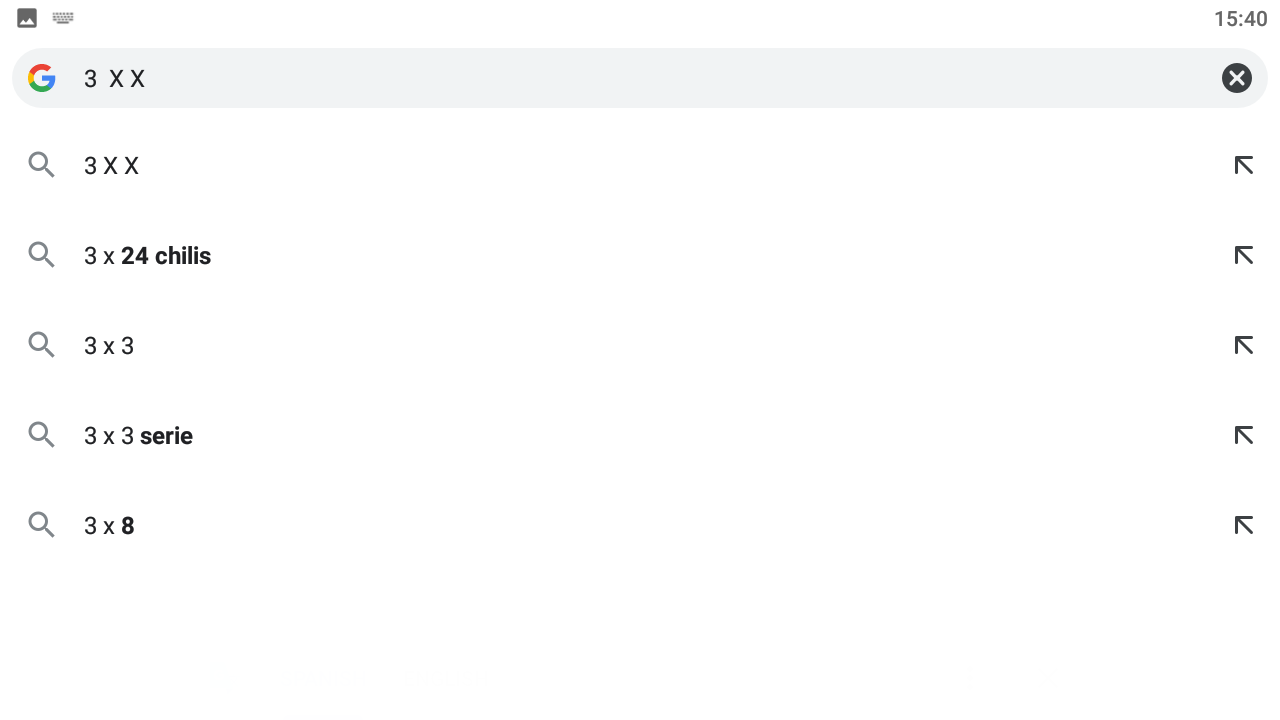 15:40
3  X X
3 X X
3 x 24 chilis
3 x 3
3 x 3 serie
3 x 8